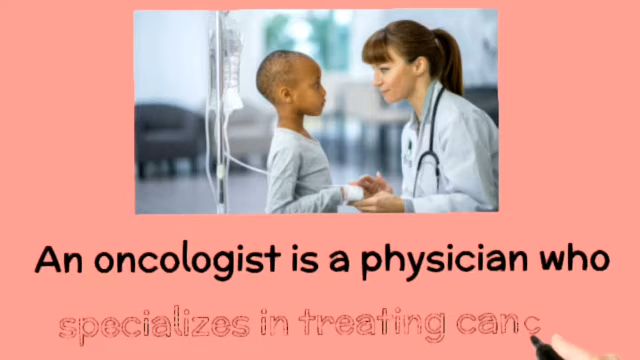 An oncologist is a physician who
specializes in treating canc